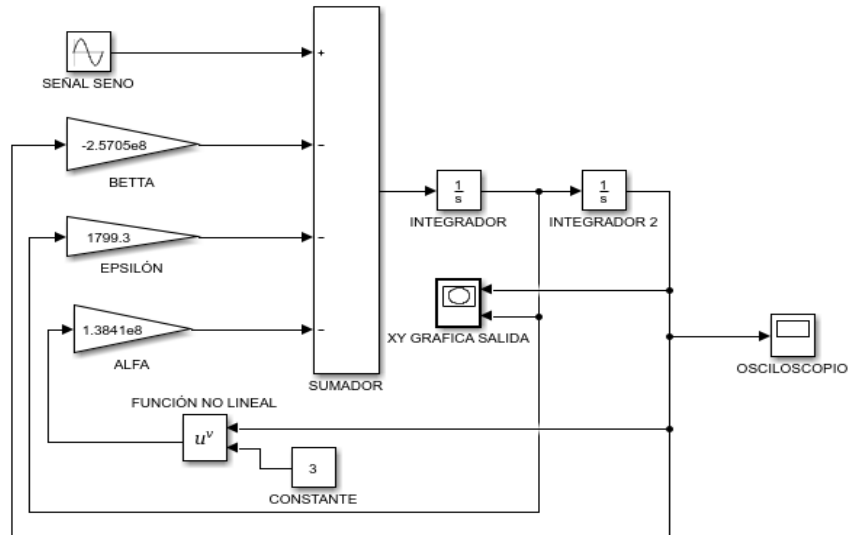 +
SEÑAL SENO
-2.5705e8
−
BETTA
1
s
INTEGRADOR
1
s
INTEGRADOR 2
1799.3
−
EPSILÓN
XY GRAFICA SALIDA
1.3841e8
−
ALFA
OSCILOSCOPIO
SUMADOR
FUNCIÓN NO LINEAL
uᵛ
3
CONSTANTE